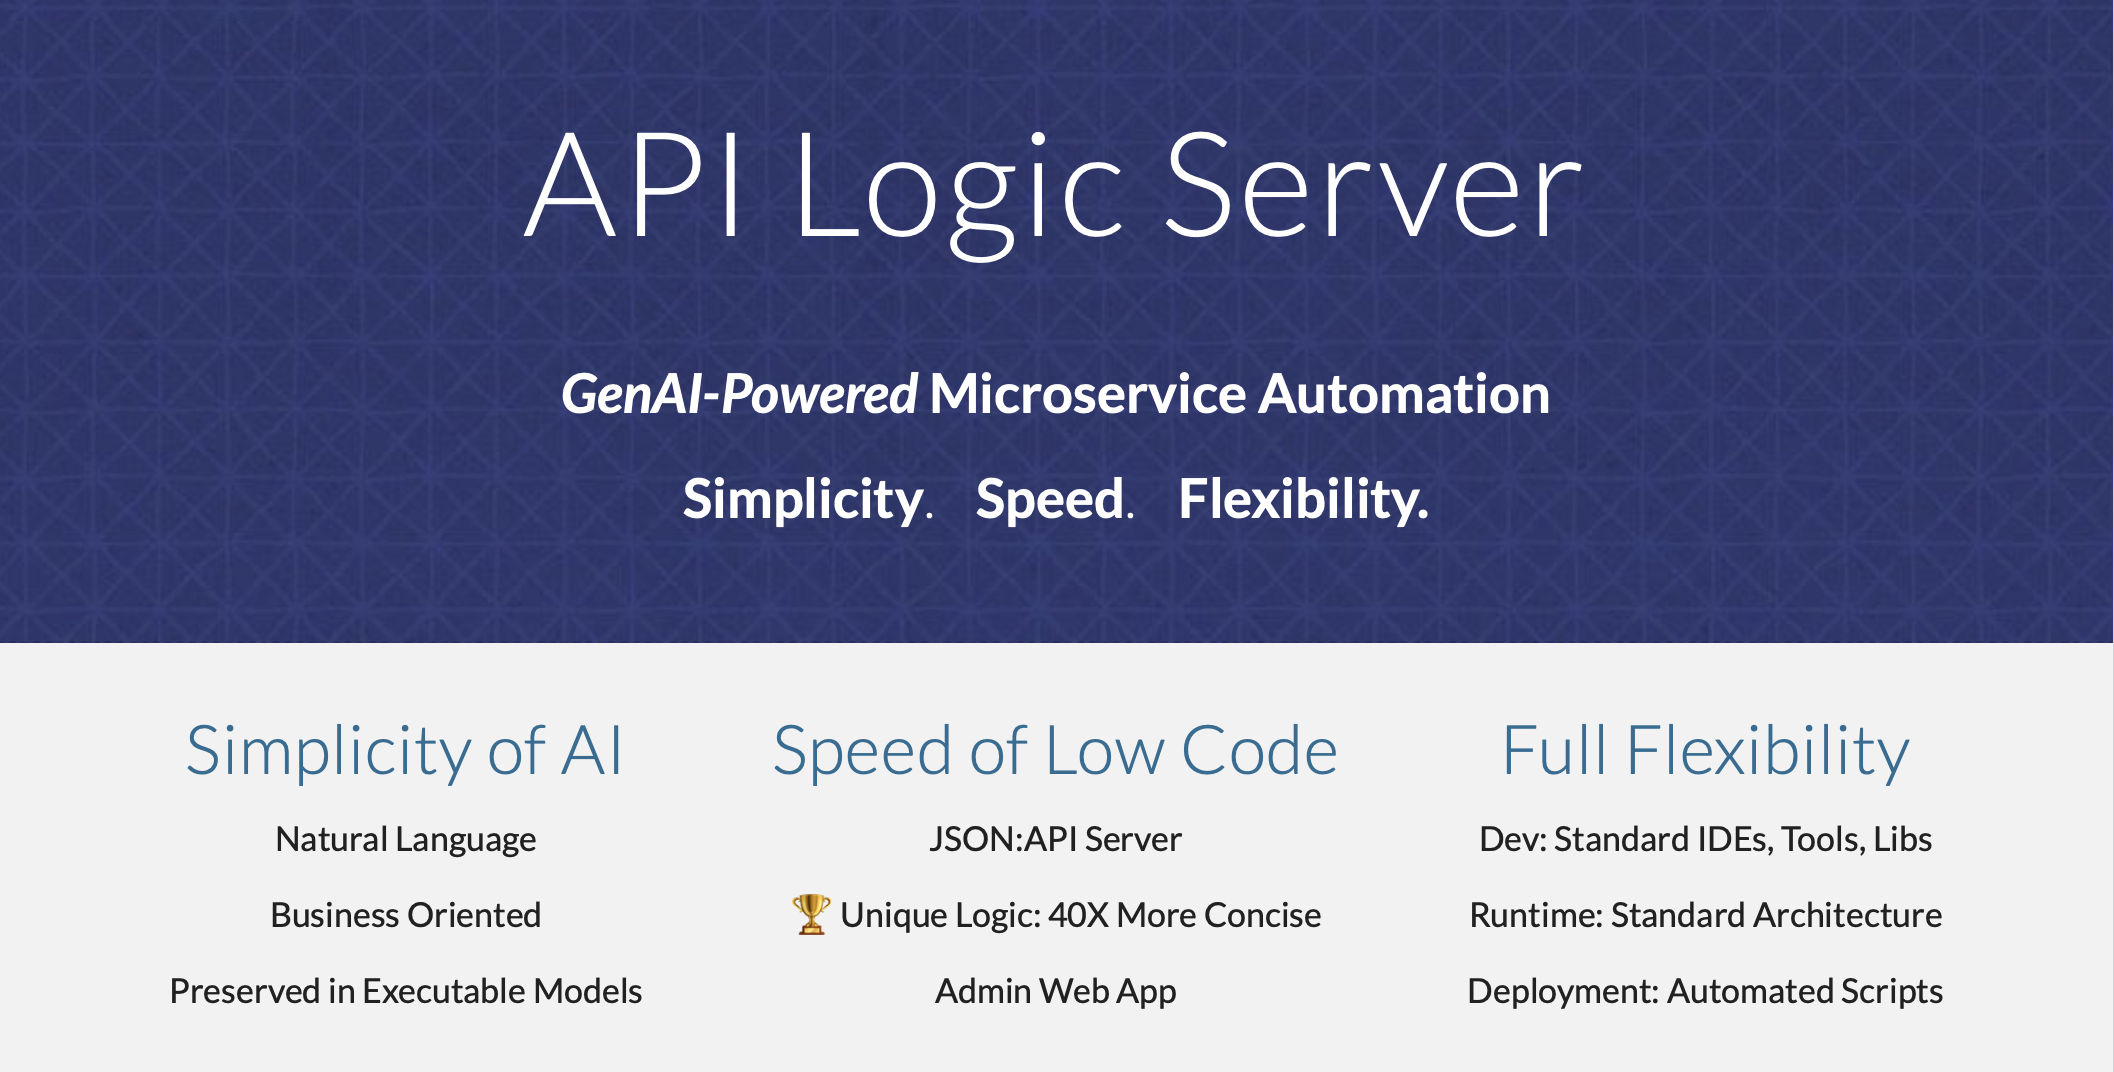 API Logic Server
GenAI-Powered Microservice Automation
Simplicity. Speed. Flexibility.
Simplicity of AI
Natural Language
Business Oriented
Preserved in Executable Models
Speed of Low Code
JSON:API Server
🏆 Unique Logic: 40X More Concise
Admin Web App
Full Flexibility
Dev: Standard IDEs, Tools, Libs
Runtime: Standard Architecture
Deployment: Automated Scripts